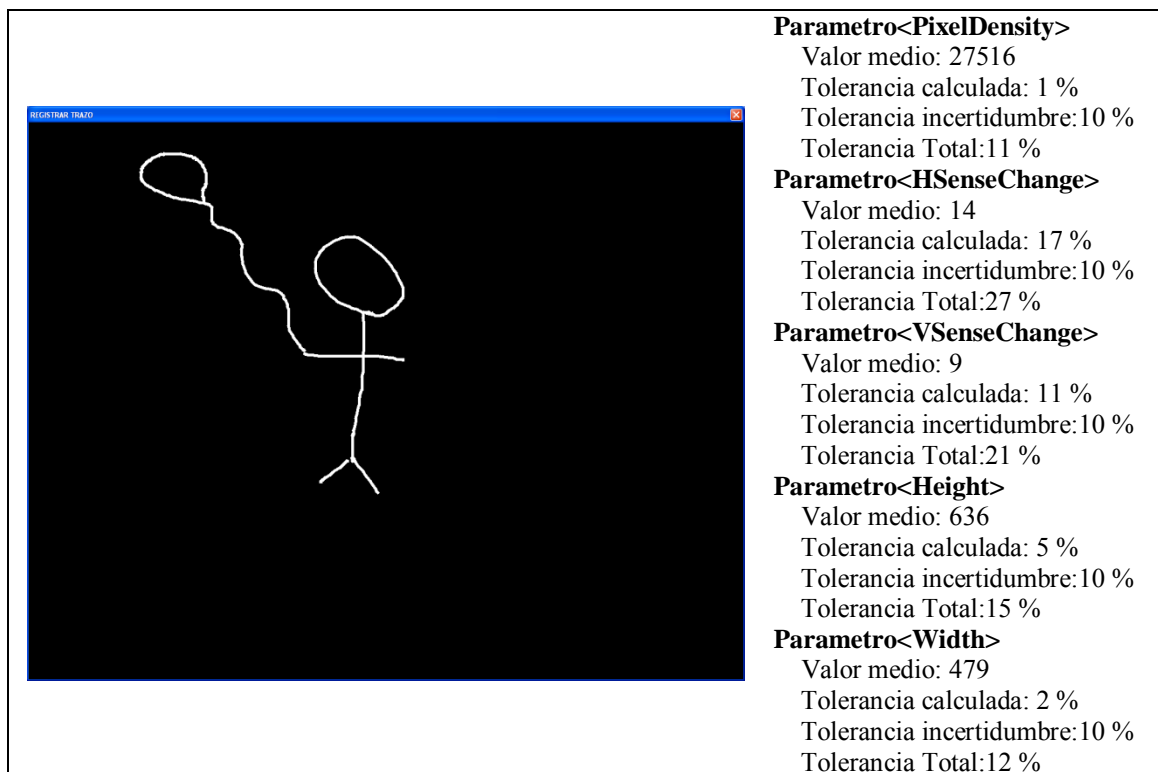 REGISTRAR TRAZO
Parametro<PixelDensity>
Valor medio: 27516
Tolerancia calculada: 1 %
Tolerancia incertidumbre:10 %
Tolerancia Total:11 %
Parametro<HSenseChange>
Valor medio: 14
Tolerancia calculada: 17 %
Tolerancia incertidumbre:10 %
Tolerancia Total:27 %
Parametro<VSenseChange>
Valor medio: 9
Tolerancia calculada: 11 %
Tolerancia incertidumbre:10 %
Tolerancia Total:21 %
Parametro<Height>
Valor medio: 636
Tolerancia calculada: 5 %
Tolerancia incertidumbre:10 %
Tolerancia Total:15 %
Parametro<Width>
Valor medio: 479
Tolerancia calculada: 2 %
Tolerancia incertidumbre:10 %
Tolerancia Total:12 %